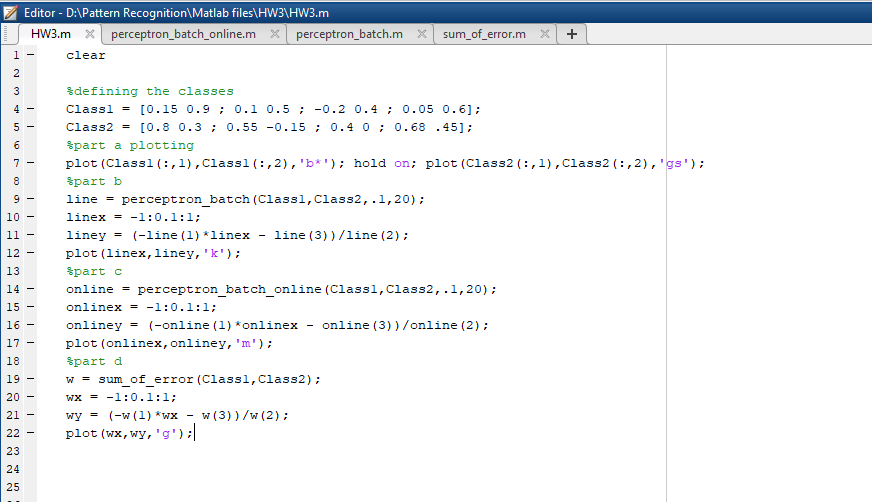 Editor - D:\Pattern Recognition\Matlab files\HW3\HW3.m
HW3.m × perceptron_batch_online.m × perceptron_batch.m × sum_of_error.m × +
1 - clear
2
3 %defining the classes
4 - Class1 = [0.15 0.9 ; 0.1 0.5 ; -0.2 0.4 ; 0.05 0.6];
5 - Class2 = [0.8 0.3 ; 0.55 -0.15 ; 0.4 0 ; 0.68 .45];
6 %part a plotting
7 - plot(Class1(:,1),Class1(:,2),'b*'); hold on; plot(Class2(:,1),Class2(:,2),'gs');
8 %part b
9 - line = perceptron_batch(Class1,Class2,.1,20);
10 - linex = -1:0.1:1;
11 - liney = (-line(1)*linex - line(3))/line(2);
12 - plot(linex,liney,'k');
13 %part c
14 - online = perceptron_batch_online(Class1,Class2,.1,20);
15 - onlinex = -1:0.1:1;
16 - onliney = (-online(1)*onlinex - online(3))/online(2);
17 - plot(onlinex,onliney,'m');
18 %part d
19 - w = sum_of_error(Class1,Class2);
20 - wx = -1:0.1:1;
21 - wy = (-w(1)*wx - w(3))/w(2);
22 - plot(wx,wy,'g');
23
24
25